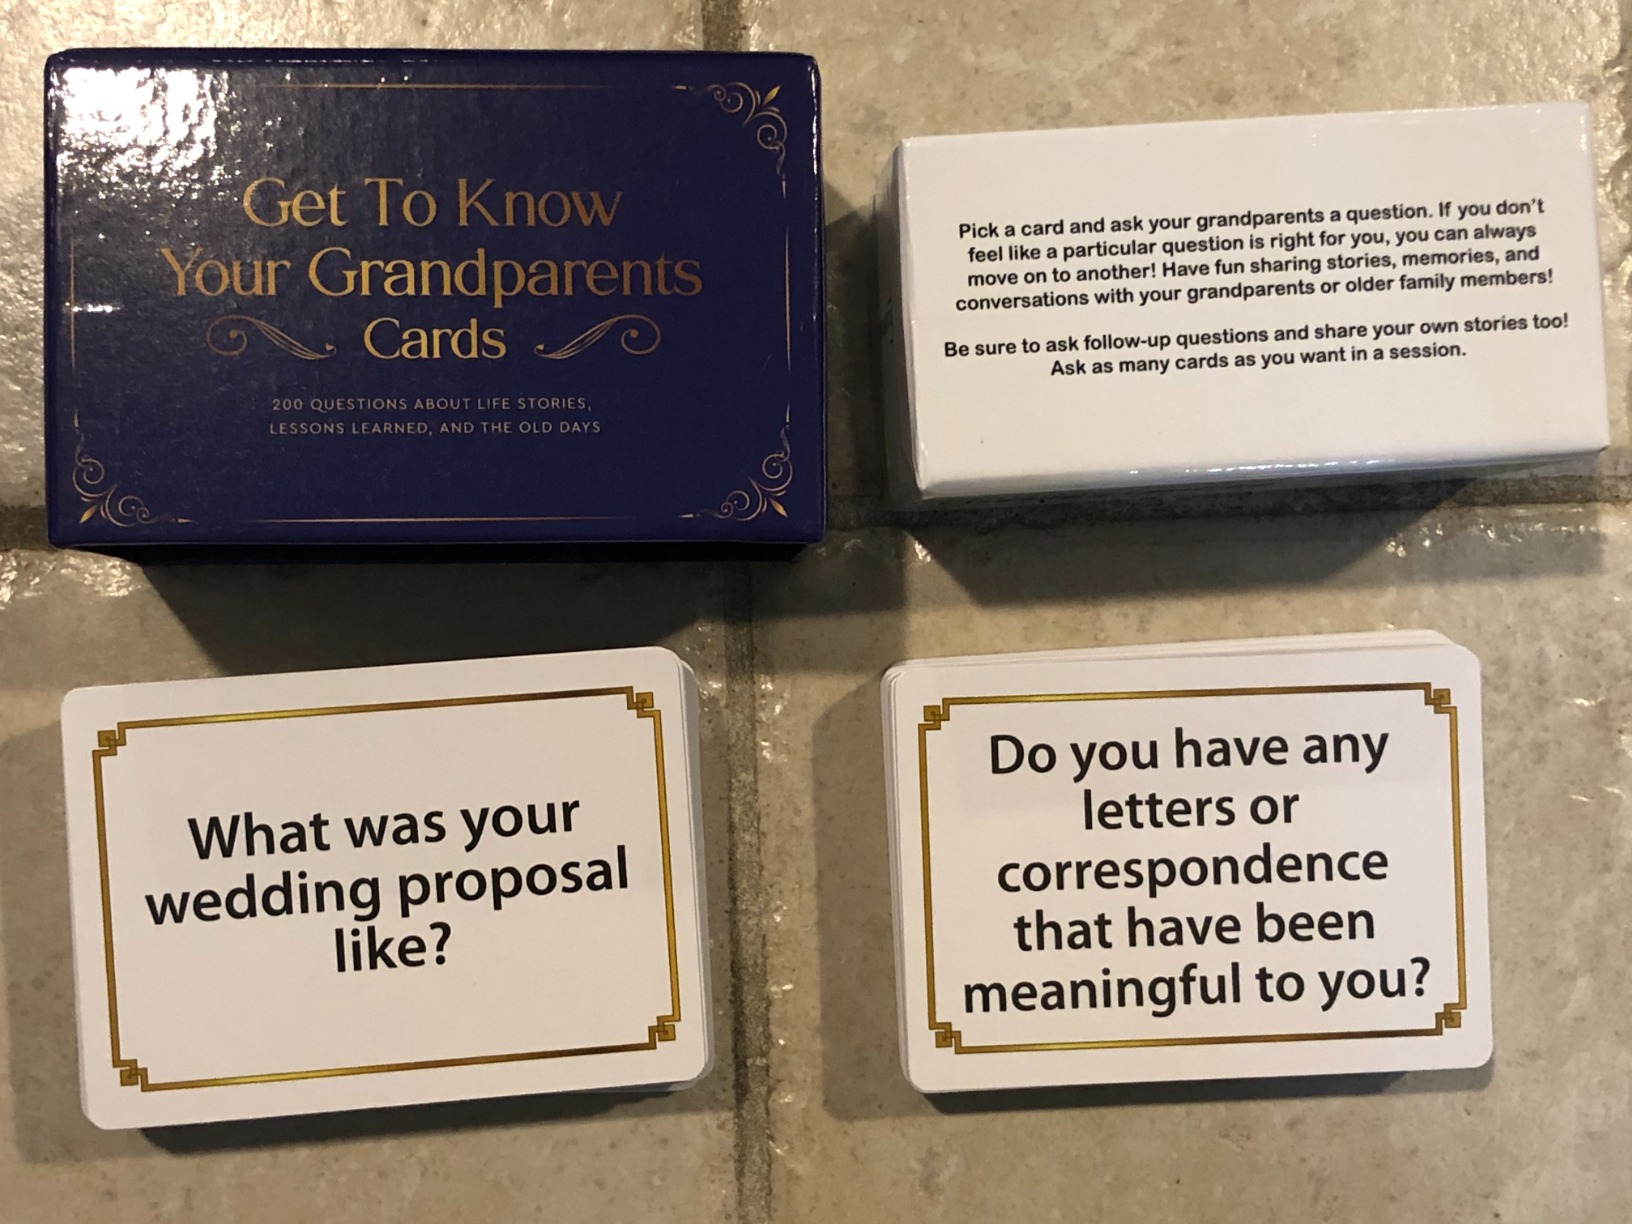 Get To Know
Your Grandparents
Cards
200 QUESTIONS ABOUT LIFE STORIES,
LESSONS LEARNED, AND THE OLD DAYS
Pick a card and ask your grandparents a question. If you don't
feel like a particular question is right for you, you can always
move on to another! Have fun sharing stories, memories, and
conversations with your grandparents or older family members!
Be sure to ask follow-up questions and share your own stories too!
Ask as many cards as you want in a session.
What was your
wedding proposal
like?
Do you have any
letters or
correspondence
that have been
meaningful to you?